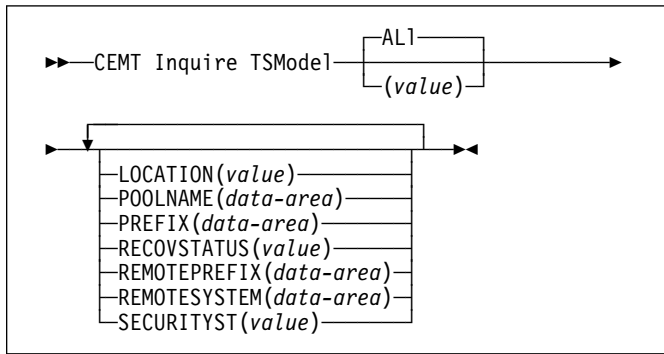 ALl
►►─CEMT Inquire TSModel─(value)─►
►─LOCATION(value)─►◄
POOLNAME(data-area)
PREFIX(data-area)
RECOVSTATUS(value)
REMOTEPREFIX(data-area)
REMOTESYSTEM(data-area)
SECURITYST(value)